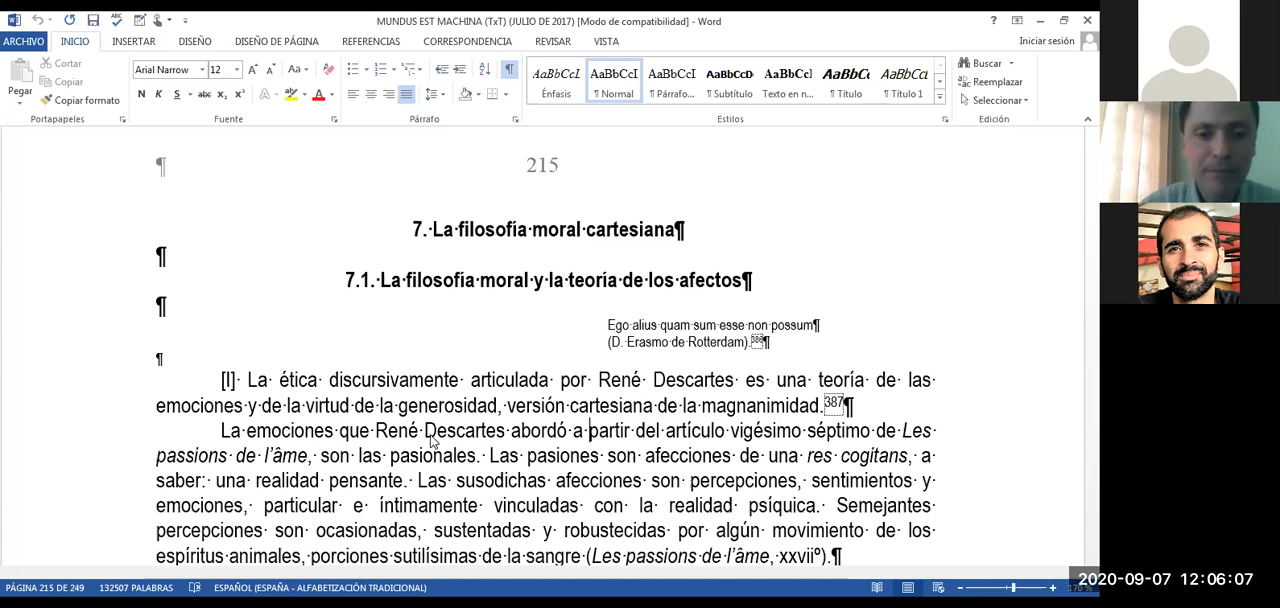 MUNDUS EST MACHINA (TxT) (JULIO DE 2017) [Modo de compatibilidad] - Word
ARCHIVO INICIO INSERTAR DISEÑO DISEÑO DE PÁGINA REFERENCIAS CORRESPONDENCIA REVISAR VISTA Iniciar sesión
Pegar
Cortar
Copiar
Copiar formato
Portapapeles
Arial Narrow 12
N K S abc x₂ x²
Fuente
Párrafo
AaBbCcI AaBbCcI AaBbCcI AaBbCcD AaBbCcI AaBbC AaBbCcI
Énfasis ¶ Normal ¶ Párrafo... ¶ Subtítulo Texto en n... ¶ Título ¶ Título 1
Estilos
Buscar
Reemplazar
Seleccionar
Edición
¶ 215
7.·La·filosofía·moral·cartesiana¶
¶
7.1.·La·filosofía·moral·y·la·teoría·de·los·afectos¶
¶
Ego·alius·quam·sum·esse·non·possum¶
(D.·Erasmo·de·Rotterdam).386¶
¶
[I]· La· ética· discursivamente· articulada· por· René· Descartes· es· una· teoría· de· las·
emociones·y·de·la·virtud·de·la·generosidad,·versión·cartesiana·de·la·magnanimidad.387¶
La·emociones·que·René·Descartes·abordó·a·partir·del·artículo·vigésimo·séptimo·de·Les·
passions·de·l’âme,·son·las·pasionales.·Las·pasiones·son·afecciones·de·una·res·cogitans,·a·
saber:·una·realidad·pensante.·Las·susodichas·afecciones·son·percepciones,·sentimientos·y·
emociones,· particular· e· íntimamente· vinculadas· con· la· realidad· psíquica.· Semejantes·
percepciones· son· ocasionadas,· sustentadas· y· robustecidas· por· algún· movimiento· de· los·
espíritus·animales,·porciones·sutilísimas·de·la·sangre·(Les·passions·de·l’âme,·xxviiº).¶
PÁGINA 215 DE 249 132507 PALABRAS ESPAÑOL (ESPAÑA - ALFABETIZACIÓN TRADICIONAL) 170 %
2020-09-07 12:06:07